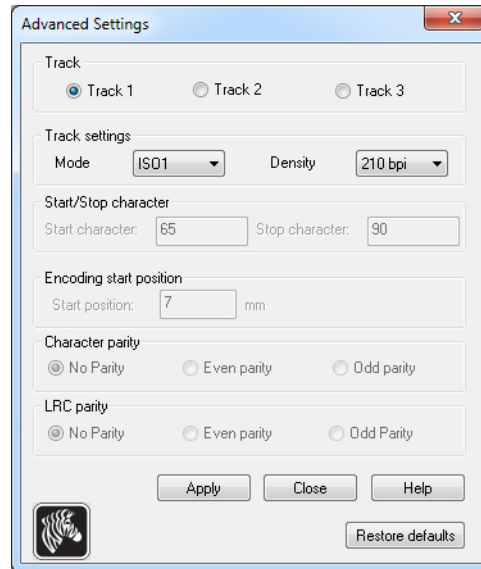 Advanced Settings
Track
Track 1 Track 2 Track 3
Track settings
Mode ISO1 Density 210 bpi
Start/Stop character
Start character: 65 Stop character: 90
Encoding start position
Start position: 7 mm
Character parity
No Parity Even parity Odd parity
LRC parity
No Parity Even parity Odd Parity
Apply Close Help
Restore defaults